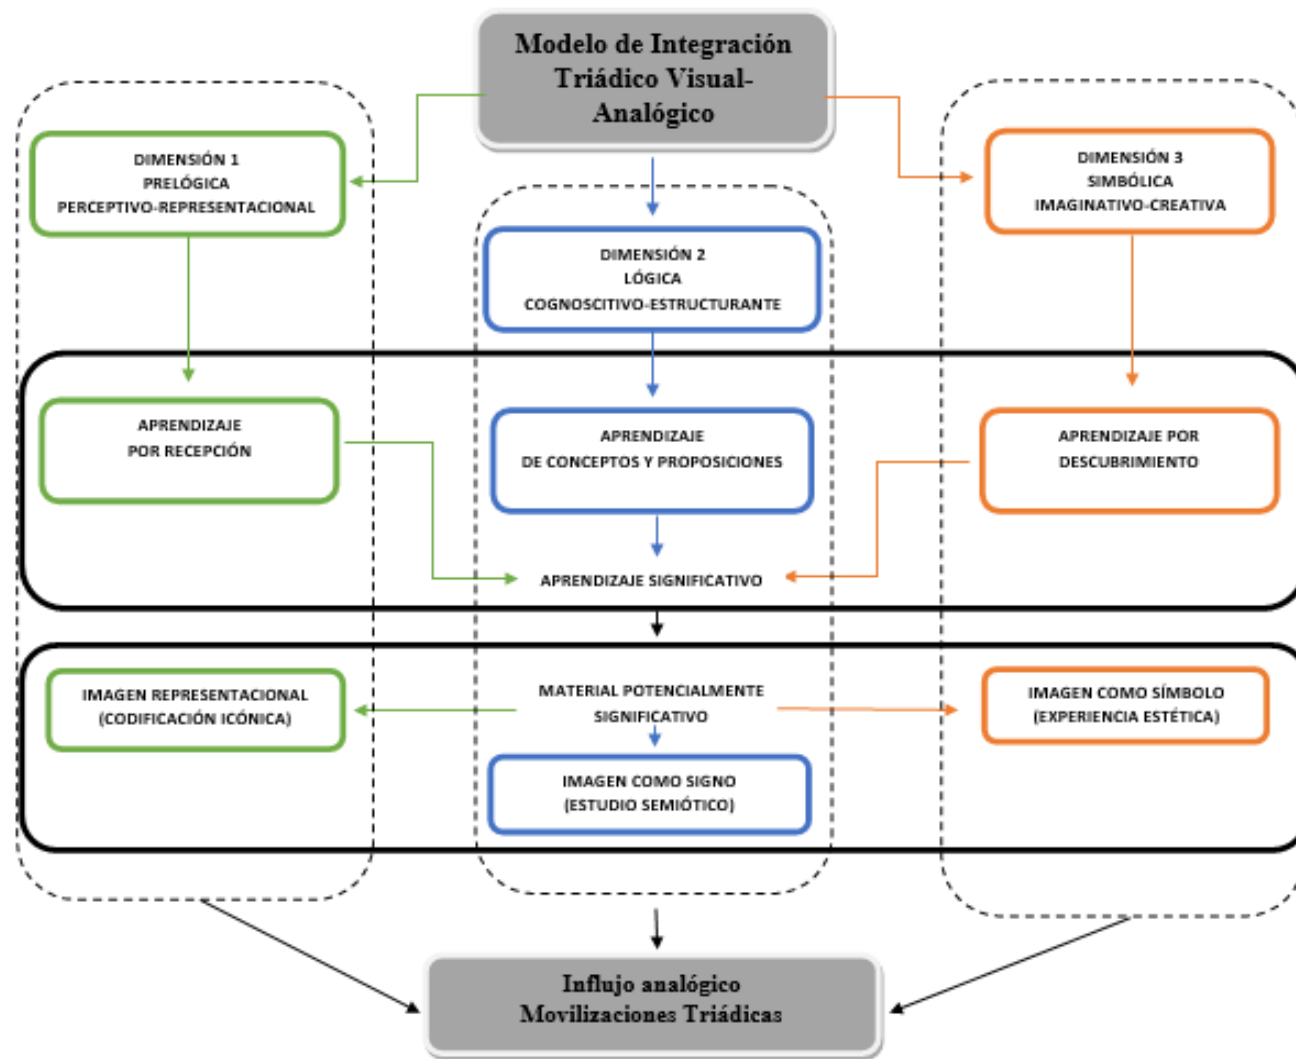 Modelo de Integración
Triádico Visual-
Analógico
DIMENSIÓN 1
PRELÓGICA
PERCEPTIVO-REPRESENTACIONAL
DIMENSIÓN 2
LÓGICA
COGNOSCITIVO-ESTRUCTURANTE
DIMENSIÓN 3
SIMBÓLICA
IMAGINATIVO-CREATIVA
APRENDIZAJE
POR RECEPCIÓN
APRENDIZAJE
DE CONCEPTOS Y PROPOSICIONES
APRENDIZAJE POR
DESCUBRIMIENTO
APRENDIZAJE SIGNIFICATIVO
IMAGEN REPRESENTACIONAL
(CODIFICACIÓN ICÓNICA)
MATERIAL POTENCIALMENTE
SIGNIFICATIVO
IMAGEN COMO SÍMBOLO
(EXPERIENCIA ESTÉTICA)
IMAGEN COMO SIGNO
(ESTUDIO SEMIÓTICO)
Influjo analógico
Movilizaciones Triádicas